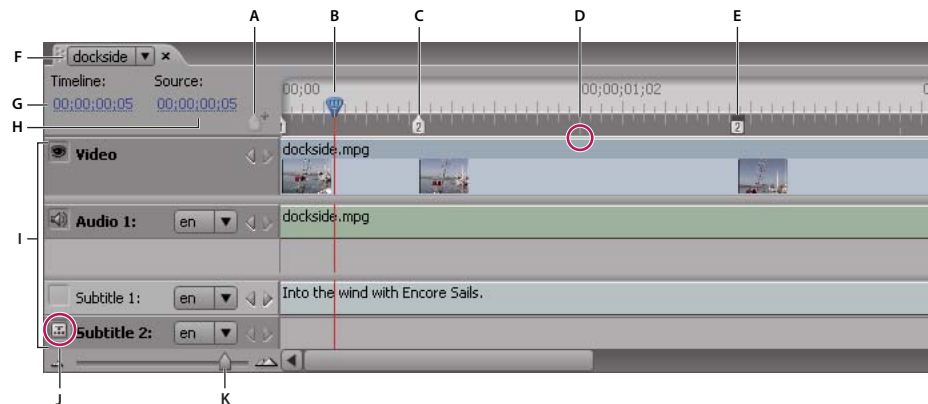 A B C D E
F dockside
Timeline: Source:
G 00;00;00;05 00;00;00;05
H
00;00 00;00;01;02
2 2
I
Video dockside.mpg
Audio 1: en dockside.mpg
Subtitle 1: en Into the wind with Encore Sails.
Subtitle 2: en
J K